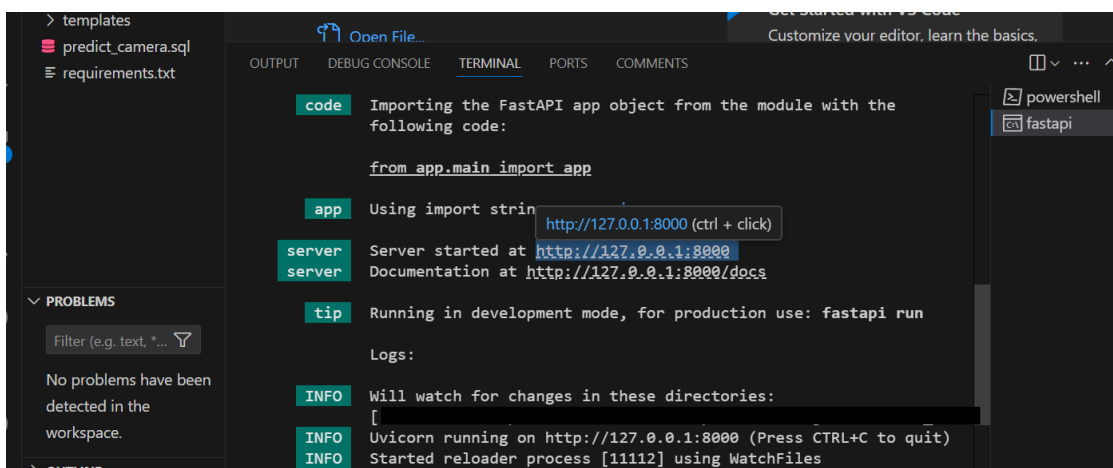 templates
predict_camera.sql
requirements.txt
PROBLEMS
Filter (e.g. text, *...
No problems have been
detected in the
workspace.
Open File...
Get Started with VS Code
Customize your editor, learn the basics,
OUTPUT DEBUG CONSOLE TERMINAL PORTS COMMENTS
powershell
fastapi
code Importing the FastAPI app object from the module with the
following code:
from app.main import app
app Using import strin
http://127.0.0.1:8000 (ctrl + click)
server Server started at http://127.0.0.1:8000
server Documentation at http://127.0.0.1:8000/docs
tip Running in development mode, for production use: fastapi run
Logs:
INFO Will watch for changes in these directories:
[
INFO Uvicorn running on http://127.0.0.1:8000 (Press CTRL+C to quit)
INFO Started reloader process [11112] using WatchFiles